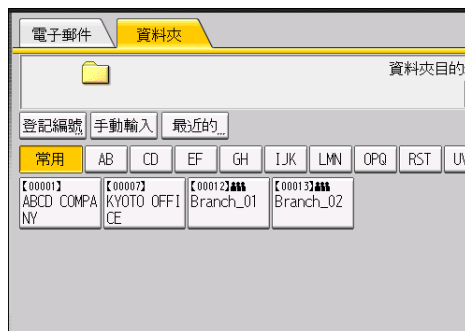 電子郵件 資料夾
資料夾目的
登記編號 手動輸入 最近的
常用 AB CD EF GH IJK LMN OPQ RST UV
【00001】 【00007】 【00012】 【00013】
ABCD COMPA KYOTO OFFI Branch_01 Branch_02
NY CE